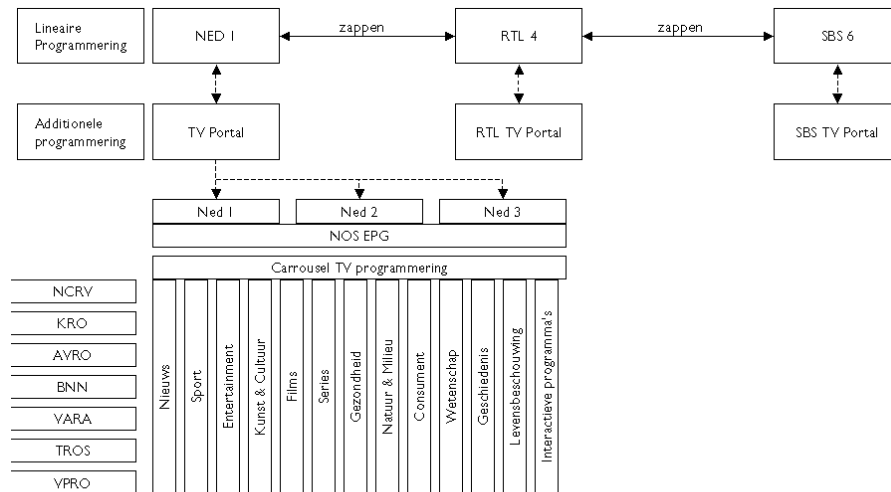 Lineaire
Programmering
NED 1
zappen
RTL 4
zappen
SBS 6
Additionele
programmering
TV Portal
RTL TV Portal
SBS TV Portal
Ned 1
Ned 2
Ned 3
NOS EPG
Carrousel TV programmering
NCRV
KRO
AVRO
BNN
VARA
TROS
VPRO
Nieuws
Sport
Entertainment
Kunst & Cultuur
Films
Series
Gezondheid
Natuur & Milieu
Consument
Wetenschap
Geschiedenis
Levensbeschouwing
Interactieve programma's